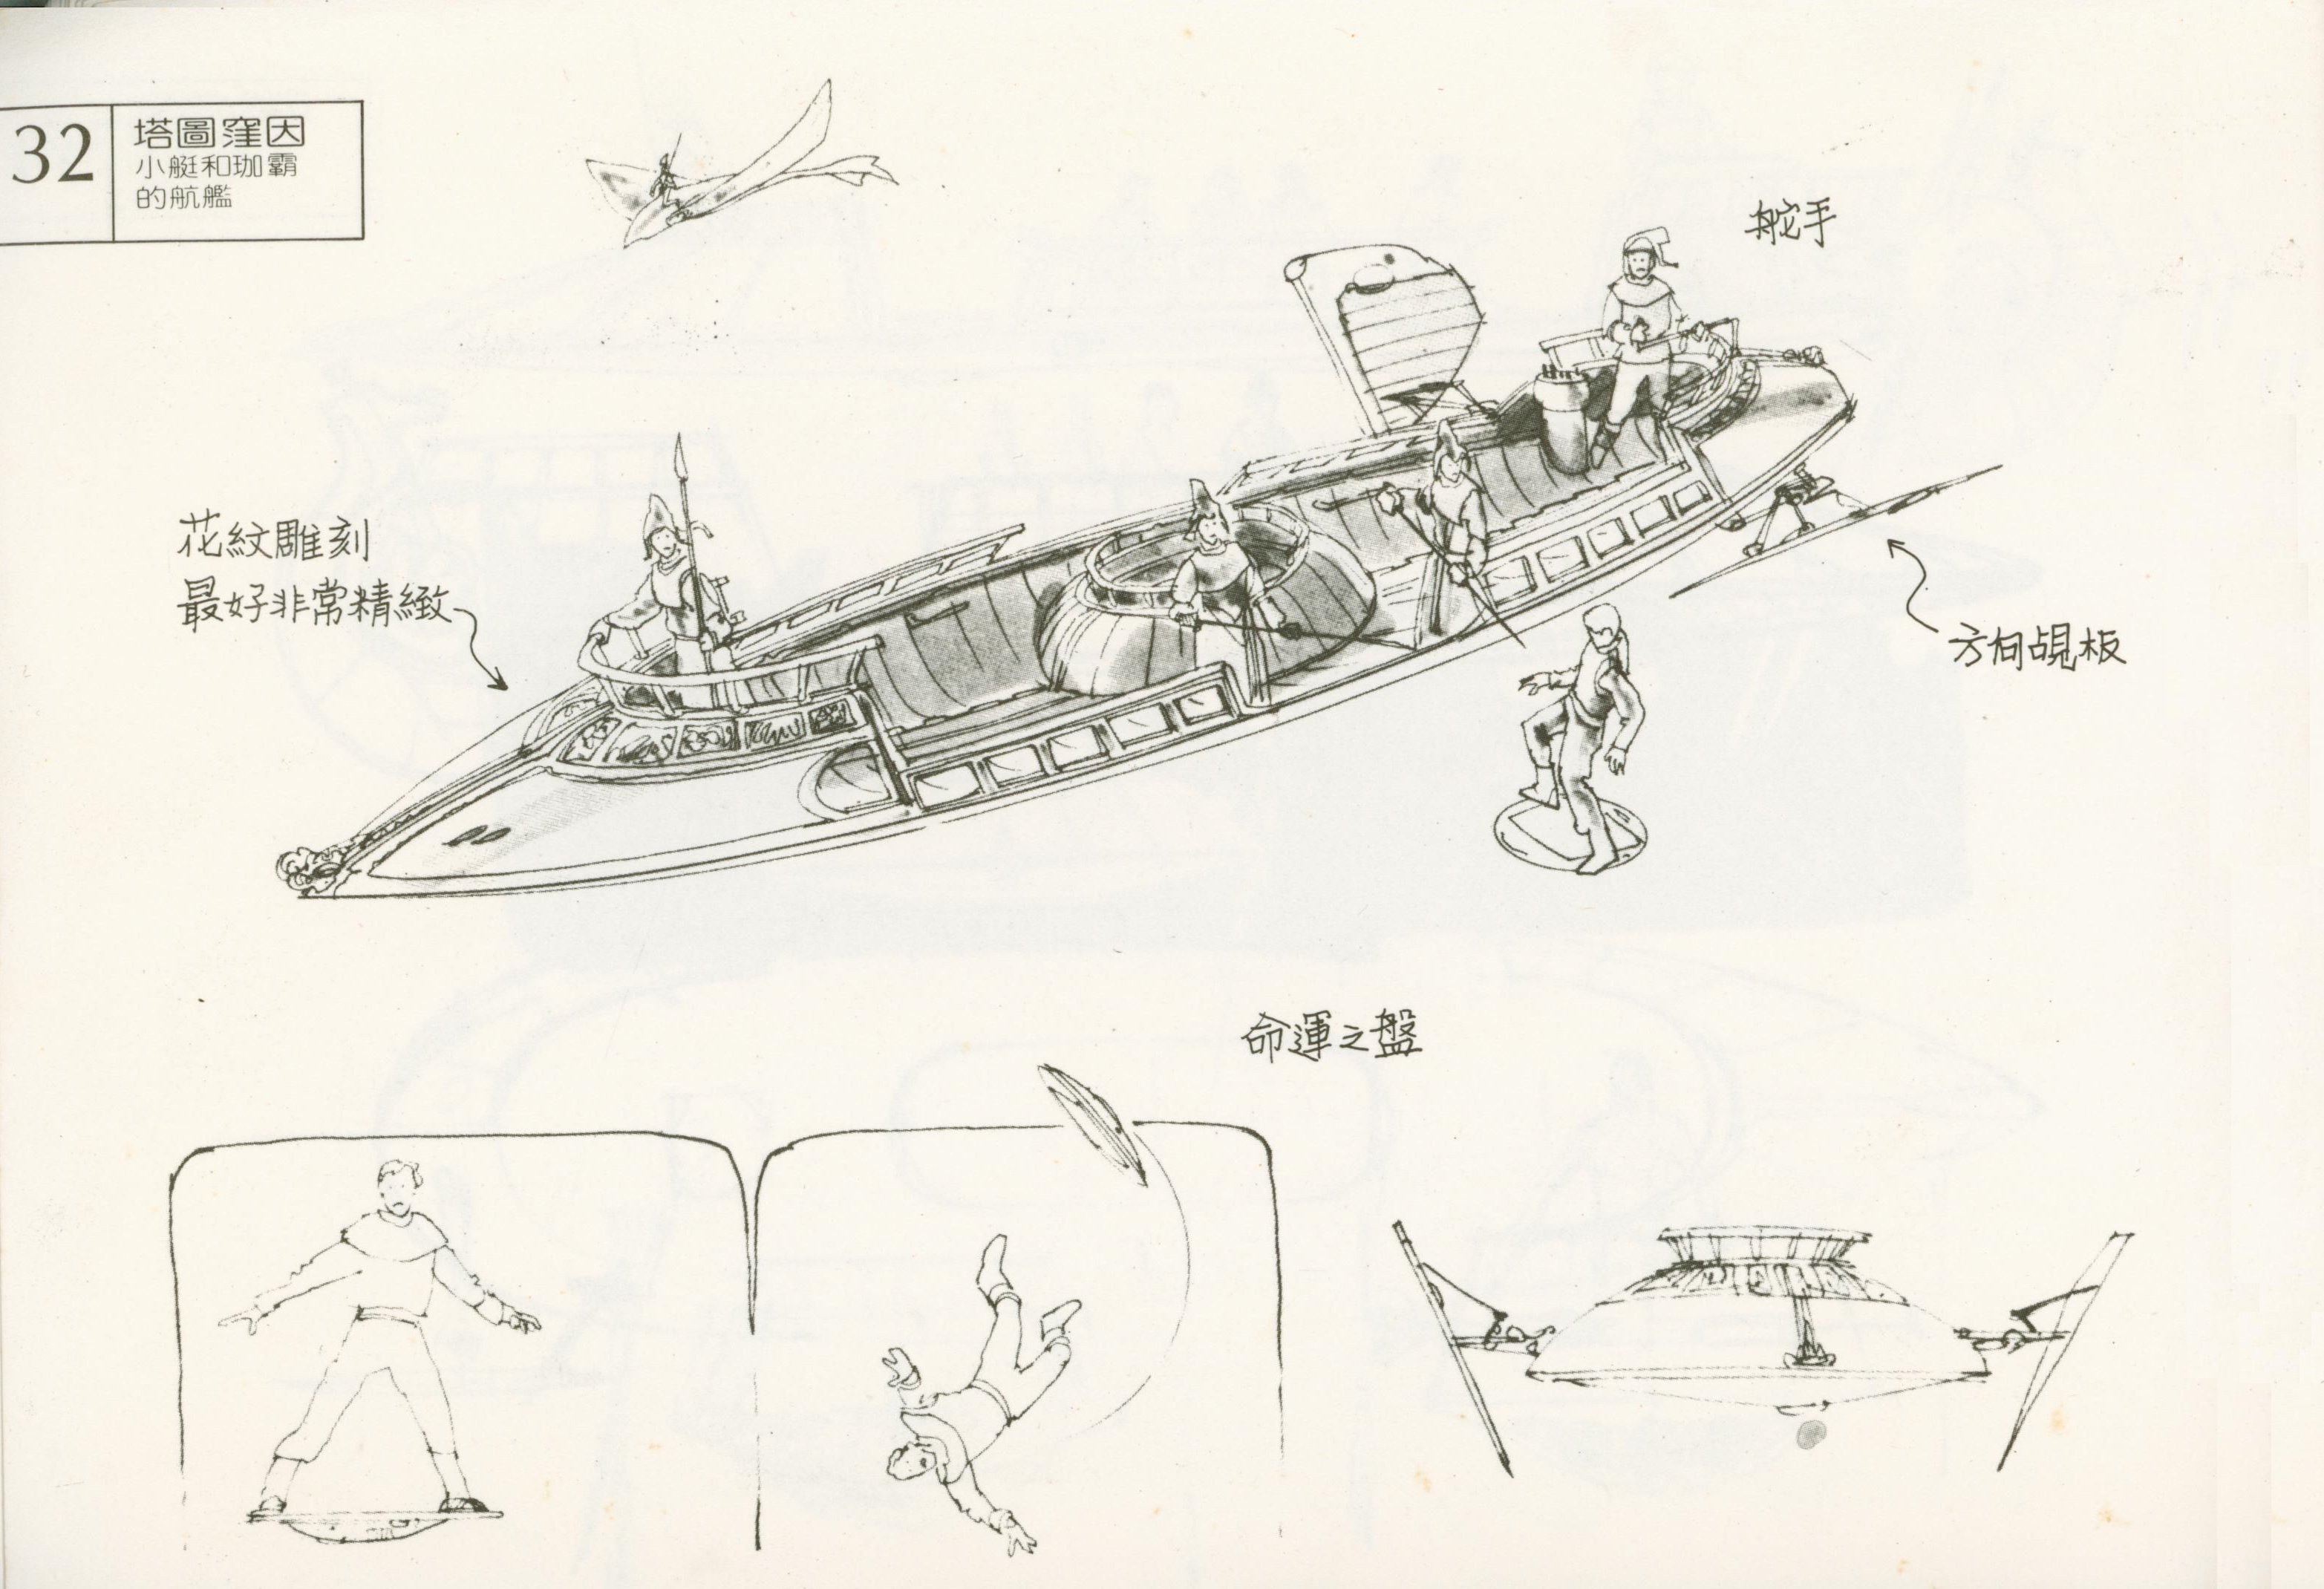 32
塔圖窪因
小艇和珈霸
的航艦
舵手
花紋雕刻
最好非常精緻
方向覘板
命運之盤